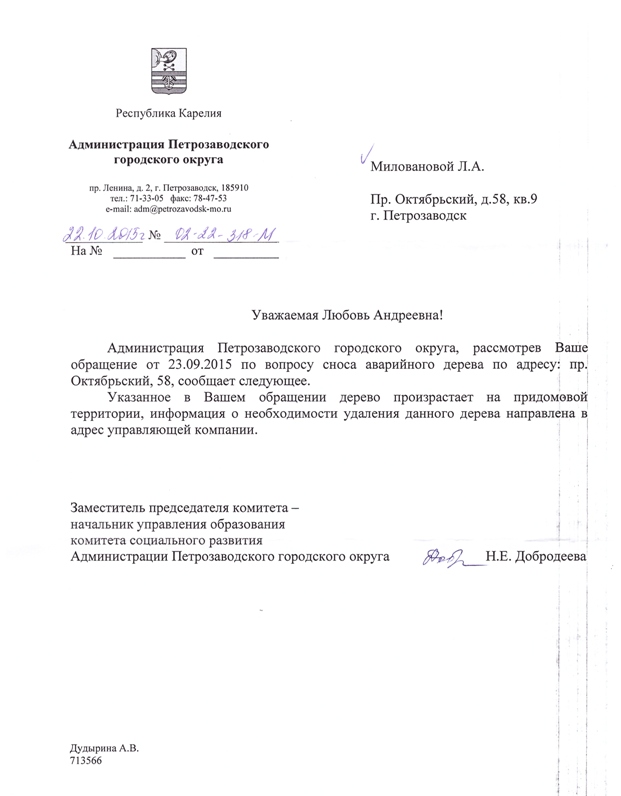 Республика Карелия
Администрация Петрозаводского
городского округа
пр. Ленина, д. 2, г. Петрозаводск, 185910
тел.: 71-33-05 факс: 78-47-53
e-mail: adm@petrozavodsk-mo.ru
22.10.2015г № 02-22-318-М
На № ___________ от __________
Миловановой Л.А.
Пр. Октябрьский, д.58, кв.9
г. Петрозаводск
Уважаемая Любовь Андреевна!
Администрация Петрозаводского городского округа, рассмотрев Ваше
обращение от 23.09.2015 по вопросу сноса аварийного дерева по адресу: пр.
Октябрьский, 58, сообщает следующее.
Указанное в Вашем обращении дерево произрастает на придомовой
территории, информация о необходимости удаления данного дерева направлена в
адрес управляющей компании.
Заместитель председателя комитета –
начальник управления образования
комитета социального развития
Администрации Петрозаводского городского округа Н.Е. Добродеева
Дудырина А.В.
713566